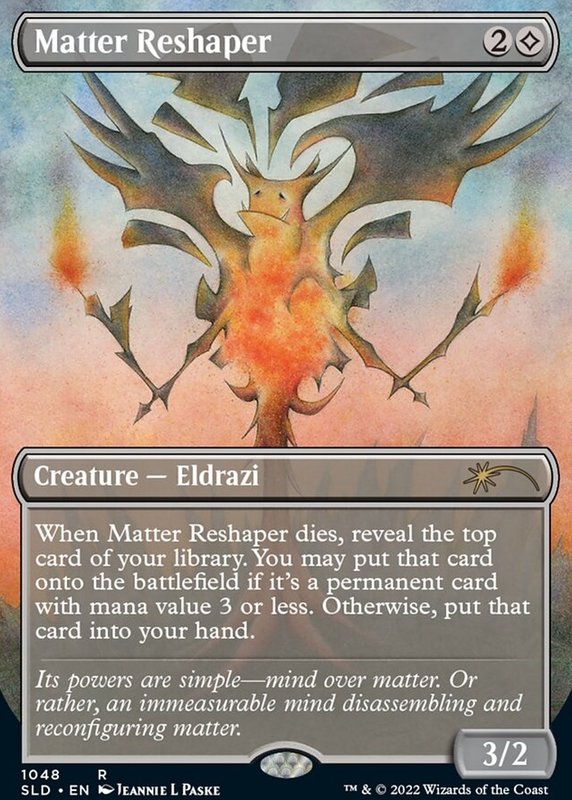 Matter Reshaper 2
Creature — Eldrazi
When Matter Reshaper dies, reveal the top
card of your library. You may put that card
onto the battlefield if it's a permanent card
with mana value 3 or less. Otherwise, put that
card into your hand.
Its powers are simple—mind over matter. Or
rather, an immeasurable mind disassembling and
reconfiguring matter.
3/2
1048 R
SLD • EN Jeannie L Paske
™ & © 2022 Wizards of the Coast